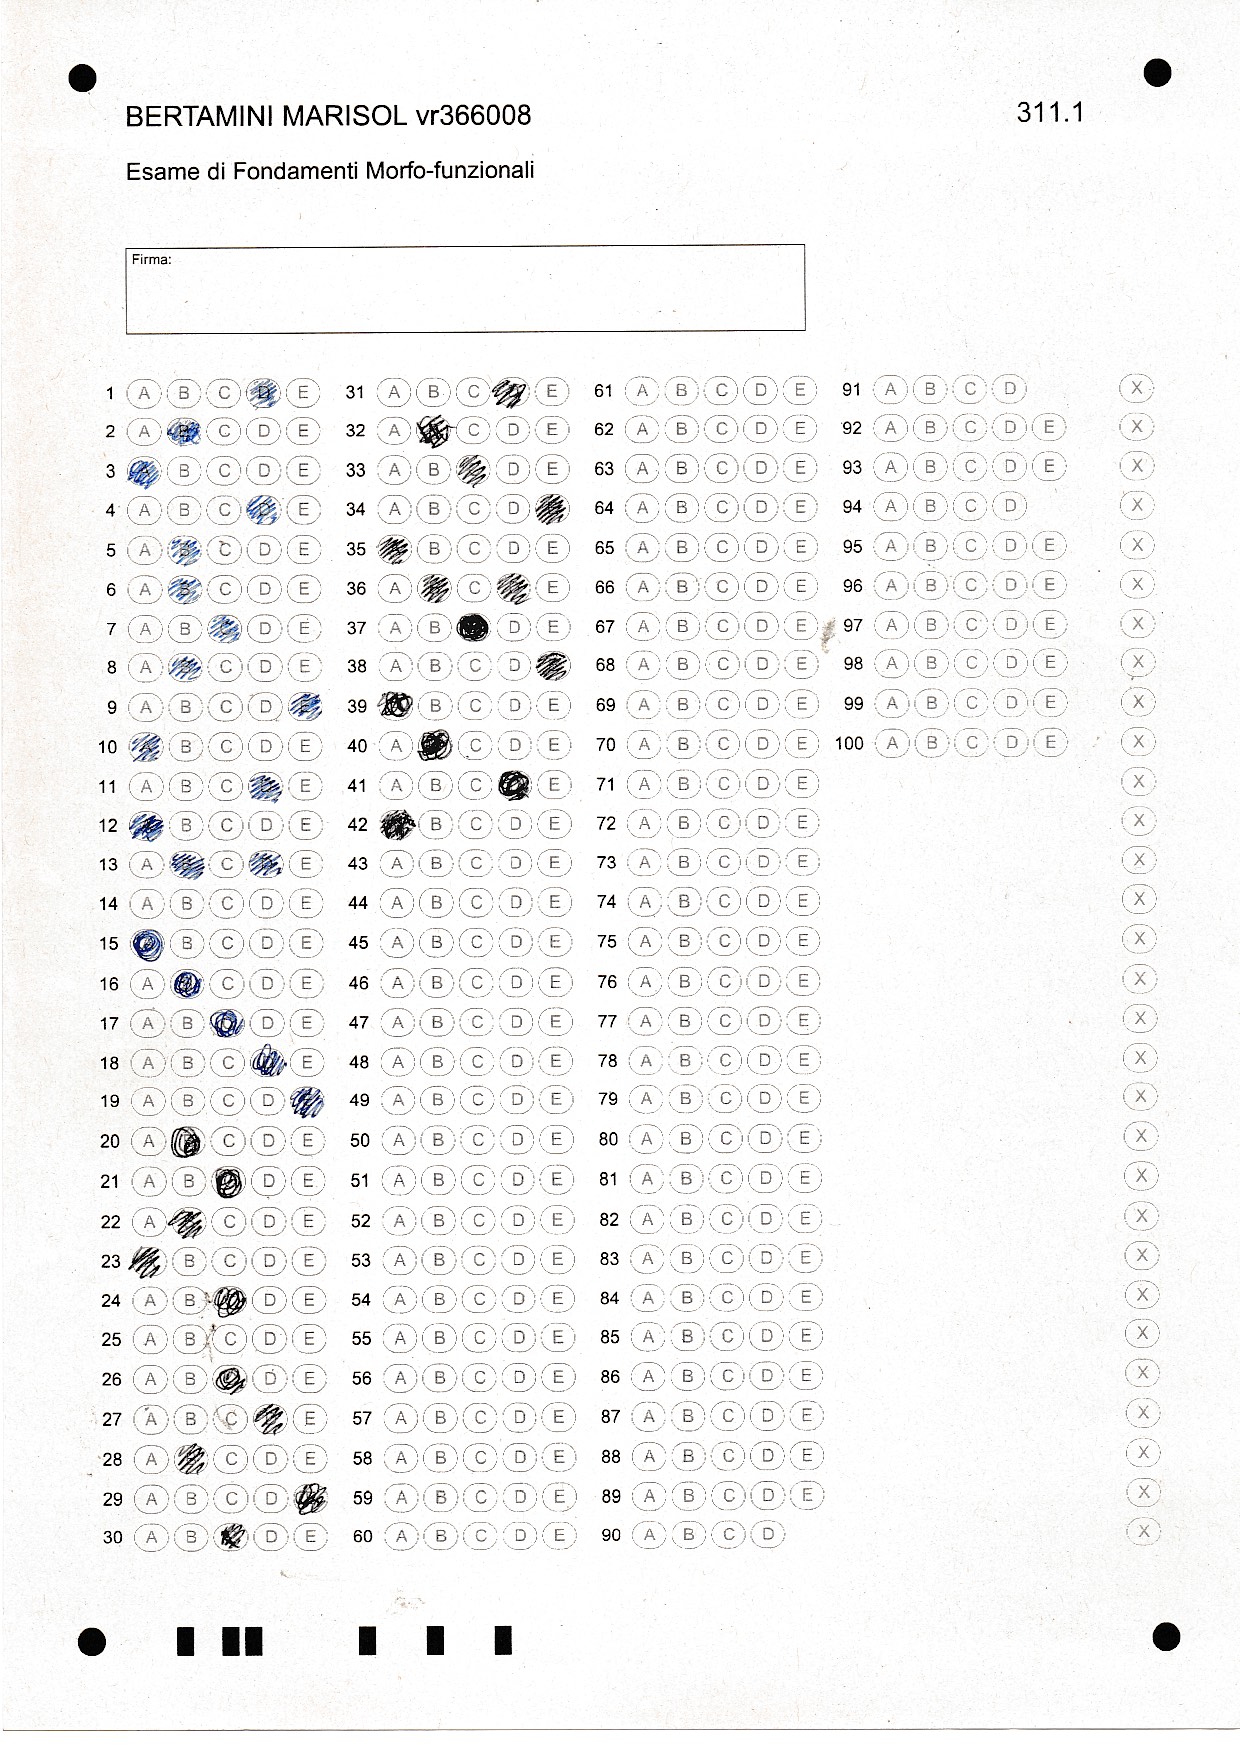 BERTAMINI MARISOL vr366008 311.1
Esame di Fondamenti Morfo-funzionali
Firma:
1 A B C E 31 A B C E 61 A B C D E 91 A B C D X
2 A C D E 32 A C D E 62 A B C D E 92 A B C D E X
3 B C D E 33 A B D E 63 A B C D E 93 A B C D E X
4 A B C E 34 A B C D 64 A B C D E 94 A B C D X
5 A C D E 35 B C D E 65 A B C D E 95 A B C D E X
6 A C D E 36 A C E 66 A B C D E 96 A B C D E X
7 A B D E 37 A B D E 67 A B C D E 97 A B C D E X
8 A C D E 38 A B C D 68 A B C D E 98 A B C D E X
9 A B C D 39 B C D E 69 A B C D E 99 A B C D E X
10 B C D E 40 A C D E 70 A B C D E 100 A B C D E X
11 A B C E 41 A B C E 71 A B C D E X
12 B C D E 42 B C D E 72 A B C D E X
13 A C E 43 A B C D E 73 A B C D E X
14 A B C D E 44 A B C D E 74 A B C D E X
15 B C D E 45 A B C D E 75 A B C D E X
16 A C D E 46 A B C D E 76 A B C D E X
17 A B D E 47 A B C D E 77 A B C D E X
18 A B C E 48 A B C D E 78 A B C D E X
19 A B C D 49 A B C D E 79 A B C D E X
20 A C D E 50 A B C D E 80 A B C D E X
21 A B D E 51 A B C D E 81 A B C D E X
22 A C D E 52 A B C D E 82 A B C D E X
23 B C D E 53 A B C D E 83 A B C D E X
24 A B D E 54 A B C D E 84 A B C D E X
25 A B C D E 55 A B C D E 85 A B C D E X
26 A B D E 56 A B C D E 86 A B C D E X
27 A B C E 57 A B C D E 87 A B C D E X
28 A C D E 58 A B C D E 88 A B C D E X
29 A B C D 59 A B C D E 89 A B C D E X
30 A B D E 60 A B C D E 90 A B C D X